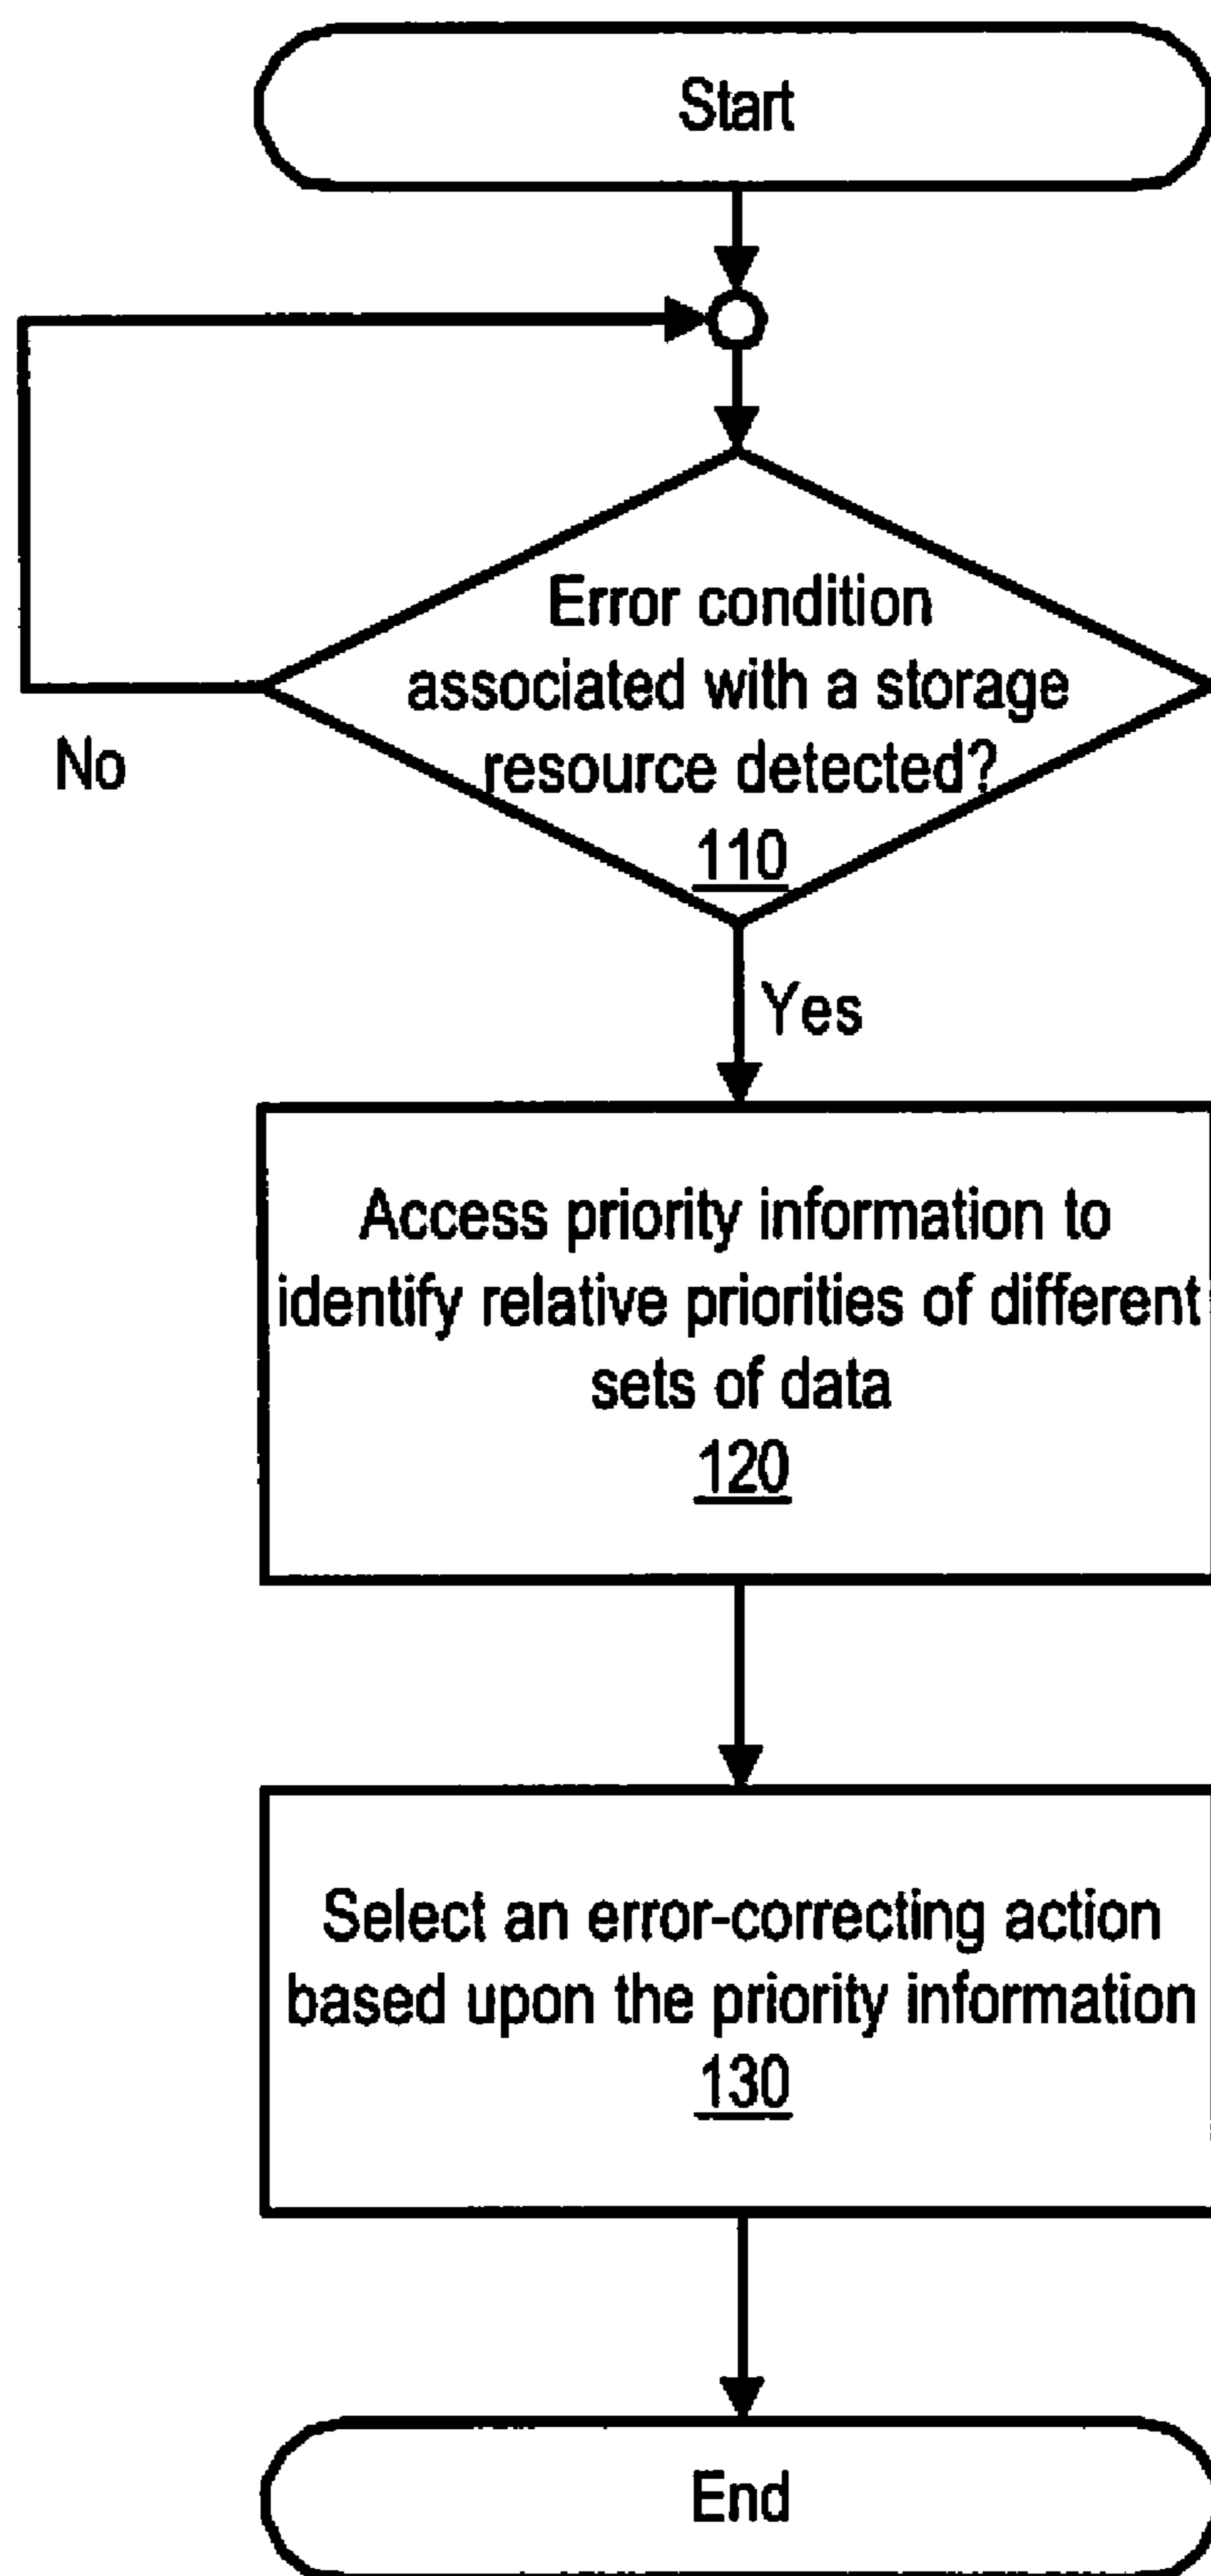 Start
Error condition
associated with a storage
resource detected?
110
No
Yes
Access priority information to
identify relative priorities of different
sets of data
120
Select an error-correcting action
based upon the priority information
130
End